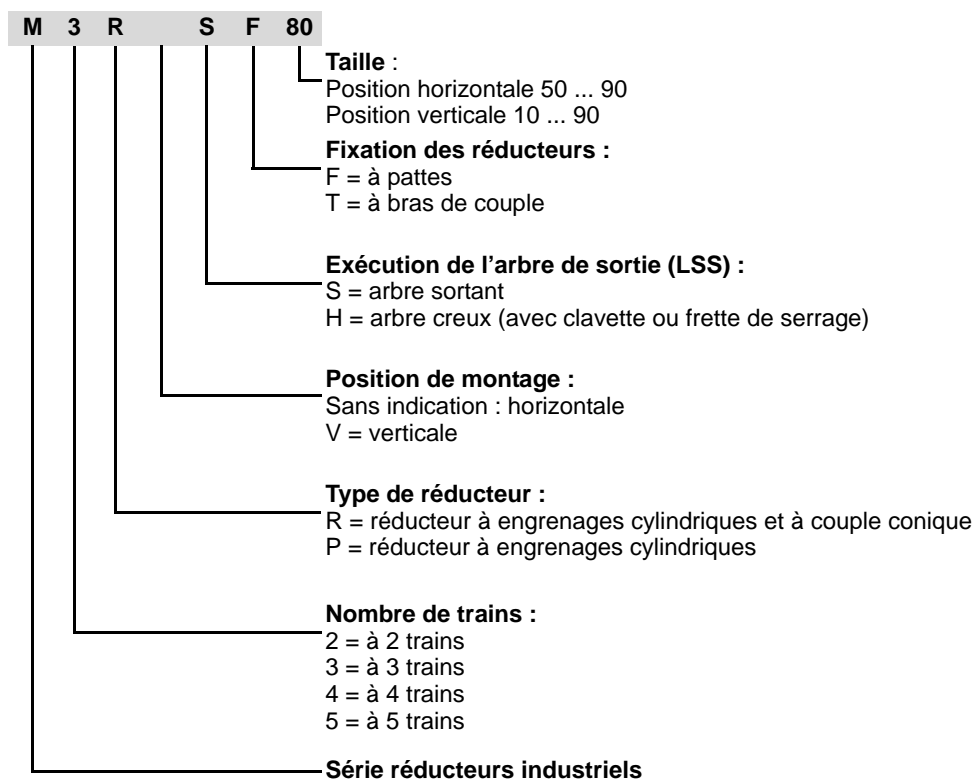 M 3 R S F 80
Taille :
Position horizontale 50 ... 90
Position verticale 10 ... 90
Fixation des réducteurs :
F = à pattes
T = à bras de couple
Exécution de l’arbre de sortie (LSS) :
S = arbre sortant
H = arbre creux (avec clavette ou frette de serrage)
Position de montage :
Sans indication : horizontale
V = verticale
Type de réducteur :
R = réducteur à engrenages cylindriques et à couple conique
P = réducteur à engrenages cylindriques
Nombre de trains :
2 = à 2 trains
3 = à 3 trains
4 = à 4 trains
5 = à 5 trains
Série réducteurs industriels